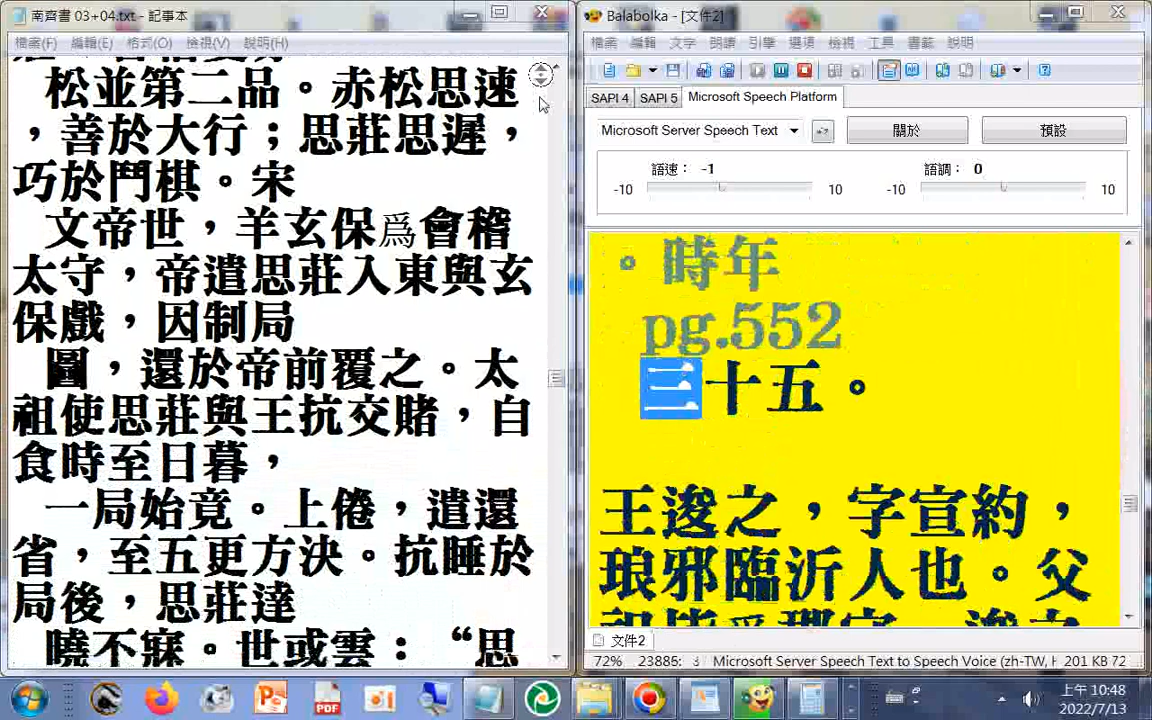 南齊書 03+04.txt - 記事本
檔案(F) 編輯(E) 格式(O) 檢視(V) 說明(H)
松並第二品。赤松思速
，善於大行；思莊思遲，
巧於鬥棋。宋
文帝世，羊玄保爲會稽
太守，帝遣思莊入東與玄
保戲，因制局
圖，還於帝前覆之。太
祖使思莊與王抗交賭，自
食時至日暮，
一局始竟。上倦，遣還
省，至五更方決。抗睡於
局後，思莊達
曉不寐。世或雲：“思
Balabolka - [文件2]
檔案 編輯 文字 朗讀 引擎 選項 檢視 工具 書籤 說明
SAPI 4 SAPI 5 Microsoft Speech Platform
Microsoft Server Speech Text 關於 預設
語速： -1 語調： 0
-10 10 -10 10
。時年
pg.552
三十五。
王逡之，字宣約，
琅邪臨沂人也。父
文件2
72% 23885: Microsoft Server Speech Text to Speech Voice (zh-TW, H 201 KB 72
上午 10:48
2022/7/13